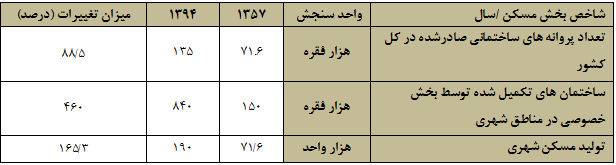 شاخص بخش مسکن /سال واحد سنجش ۱۳۵۷ ۱۳۹۴ میزان تغییرات (درصد)
تعداد پروانه های ساختمانی صادرشده در کل
کشور هزار فقره ۷۱.۶ ۱۳۵ ۸۸/۵
ساختمان های تکمیل شده توسط بخش
خصوصی در مناطق شهری هزار فقره ۱۵۰ ۸۴۰ ۴۶۰
تولید مسکن شهری هزار واحد ۷۱/۶ ۱۹۰ ۱۶۵/۳